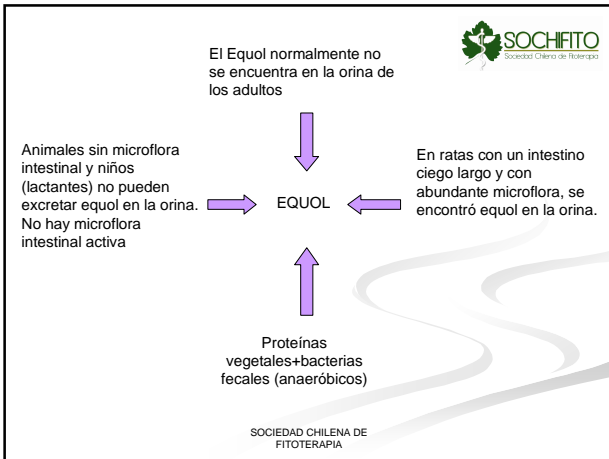 SOCHIFITO
Sociedad Chilena de Fitoterapia
El Equol normalmente no
se encuentra en la orina de
los adultos
Animales sin microflora
intestinal y niños
(lactantes) no pueden
excretar equol en la orina.
No hay microflora
intestinal activa
EQUOL
En ratas con un intestino
ciego largo y con
abundante microflora, se
encontró equol en la orina.
Proteínas
vegetales+bacterias
fecales (anaeróbicos)
SOCIEDAD CHILENA DE
FITOTERAPIA